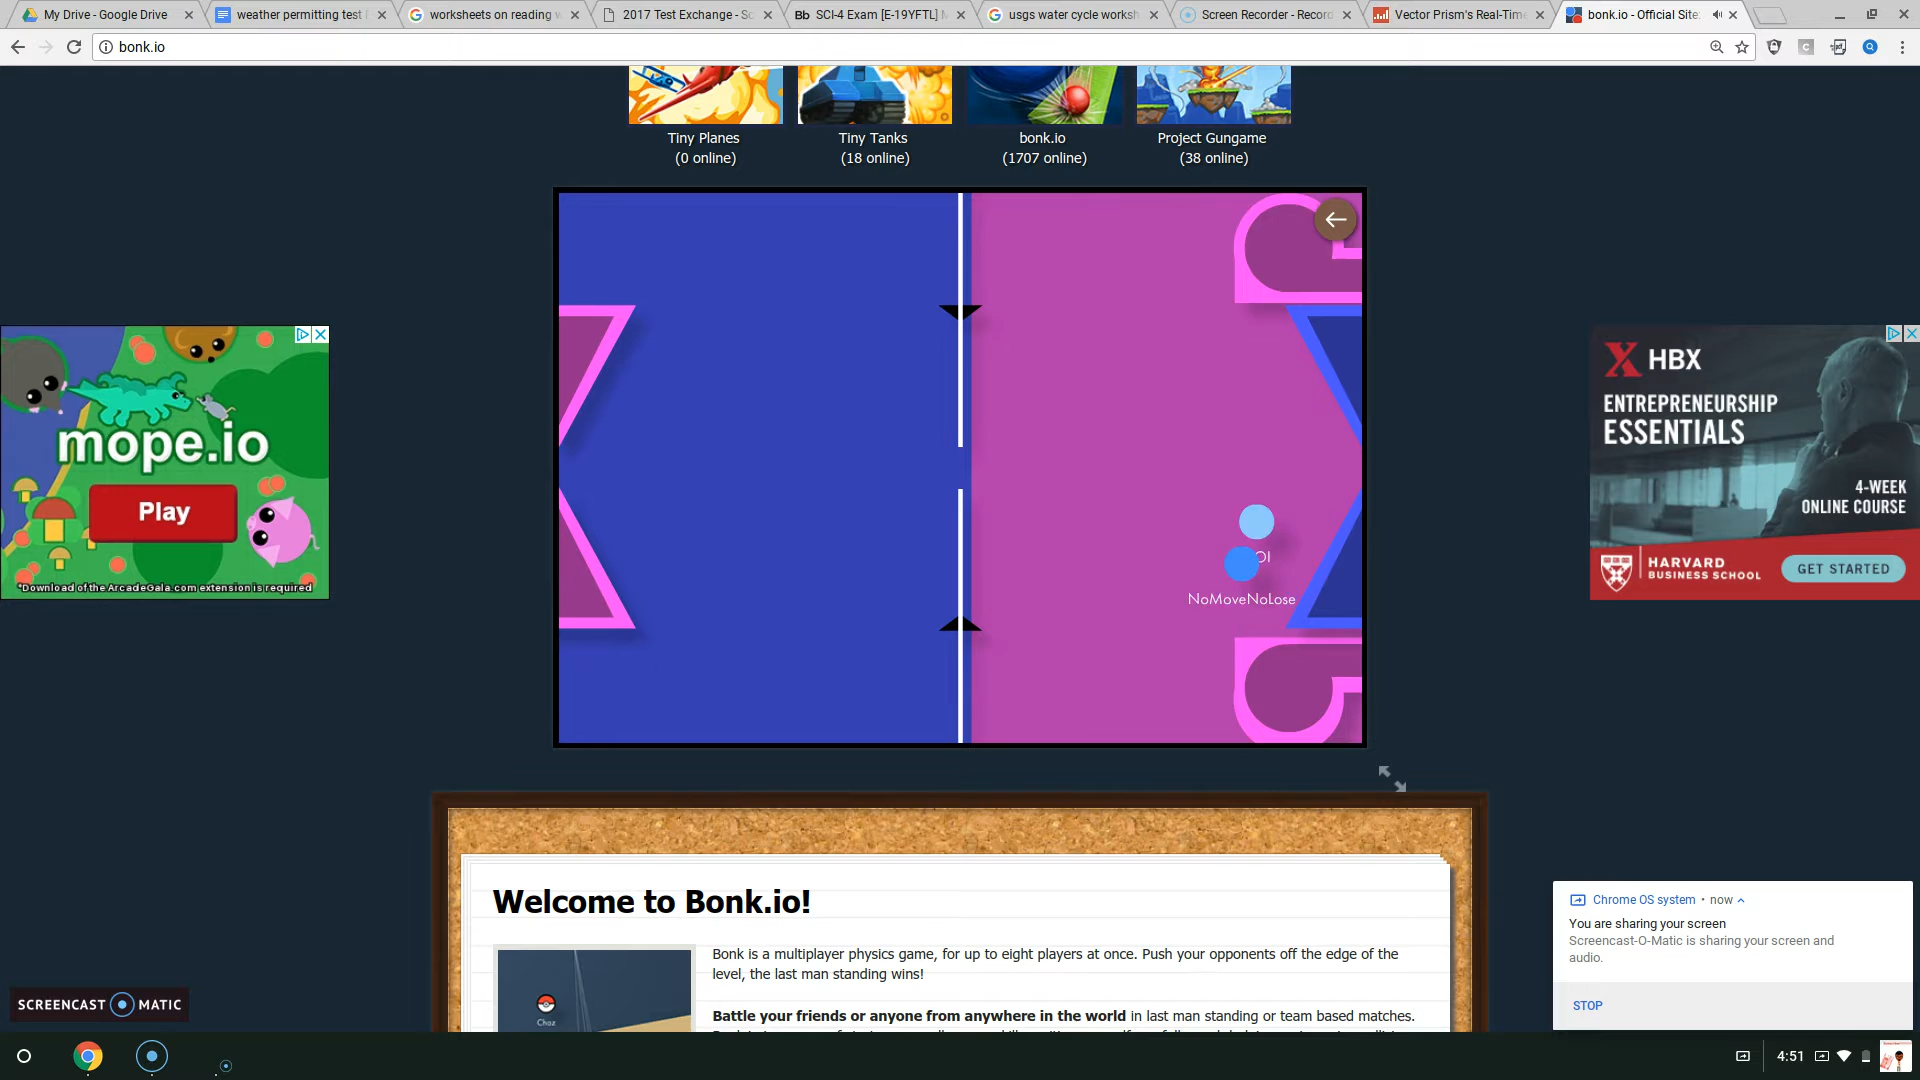 My Drive - Google Drive
weather permitting test
worksheets on reading
2017 Test Exchange - Sc
Bb SCI-4 Exam [E-19YFTL]
usgs water cycle worksh
Screen Recorder - Record
Vector Prism's Real-Time
bonk.io - Official Site:
bonk.io
Tiny Planes
(0 online)
Tiny Tanks
(18 online)
bonk.io
(1707 online)
Project Gungame
(38 online)
mope.io
Play
*Download of the ArcadeGala.com extension is required
OI
NoMoveNoLose
HBX
ENTREPRENEURSHIP
ESSENTIALS
4-WEEK
ONLINE COURSE
HARVARD
BUSINESS SCHOOL
GET STARTED
Welcome to Bonk.io!
Bonk is a multiplayer physics game, for up to eight players at once. Push your opponents off the edge of the
level, the last man standing wins!
Battle your friends or anyone from anywhere in the world in last man standing or team based matches.
Chaz
Chrome OS system • now
You are sharing your screen
Screencast-O-Matic is sharing your screen and
audio.
STOP
SCREENCAST MATIC
4:51